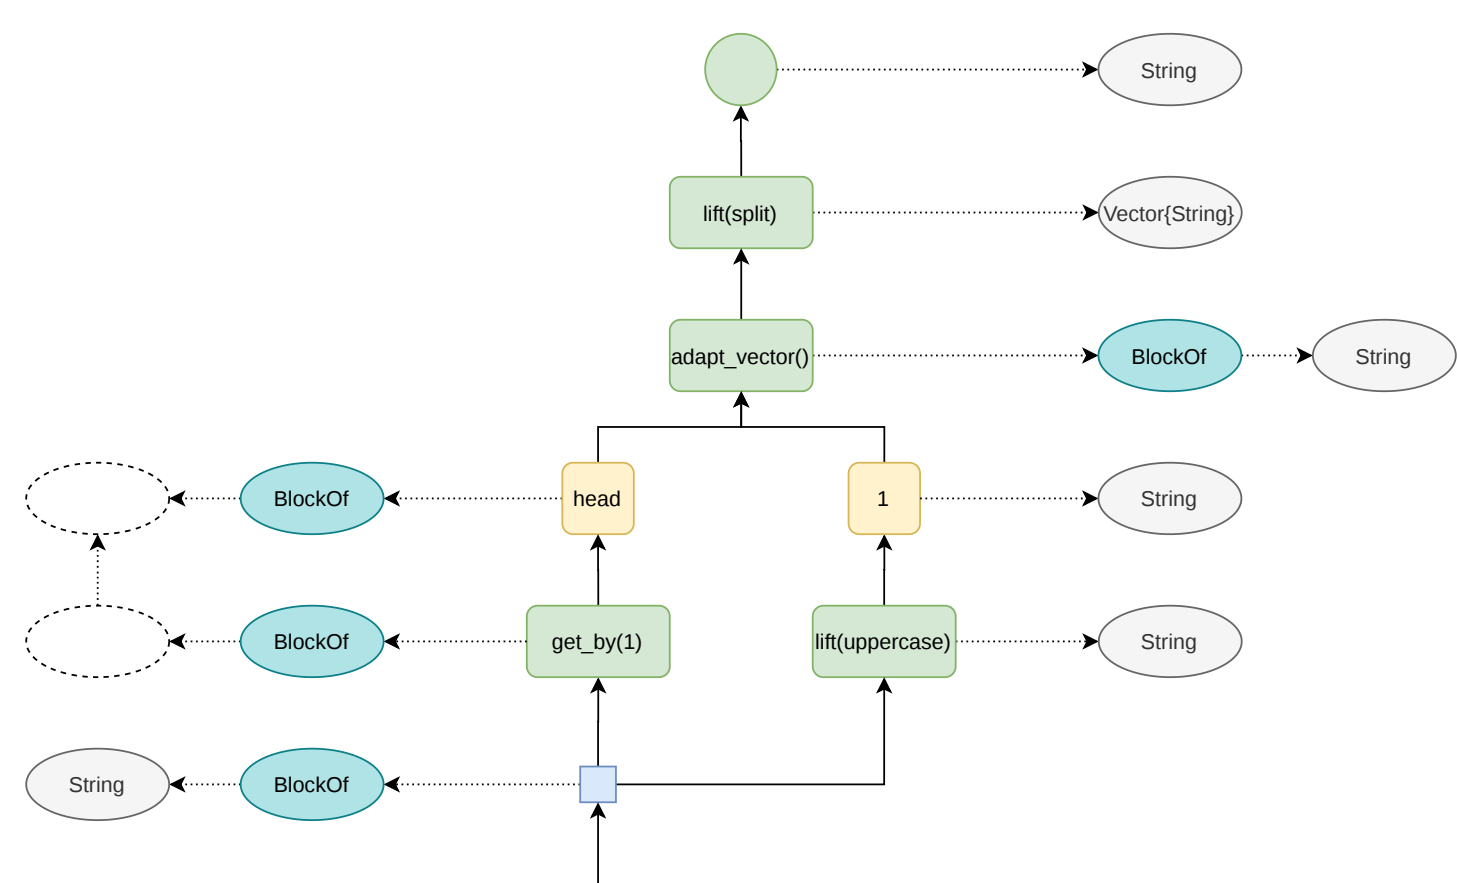 String
lift(split)
Vector{String}
adapt_vector()
BlockOf
String
BlockOf
head
1
String
BlockOf
get_by(1)
lift(uppercase)
String
String
BlockOf